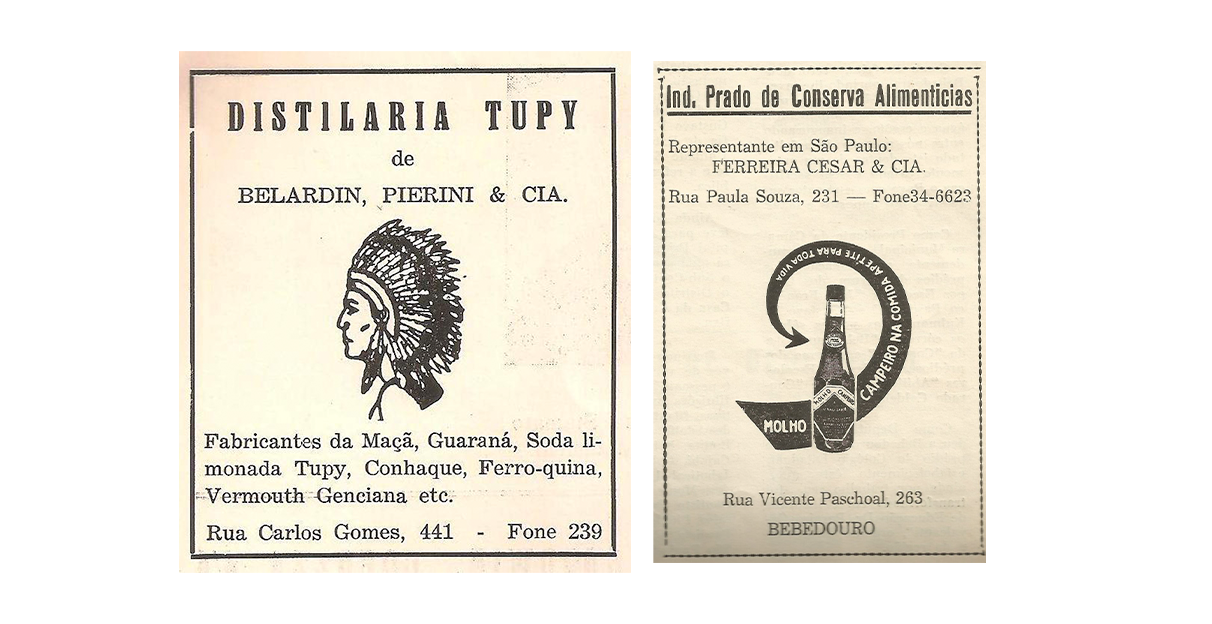 DISTILARIA TUPY
de
BELARDIN, PIERINI & CIA.
Fabricantes da Maçã, Guaraná, Soda li-
monada Tupy, Conhaque, Ferro-quina,
Vermouth Genciana etc.
Rua Carlos Gomes, 441 - Fone 239
Ind. Prado de Conserva Alimenticias
Representante em São Paulo:
FERREIRA CESAR & CIA.
Rua Paula Souza, 231 — Fone34-6623
MOLHO
CAMPEIRO NA COMIDA APETITE PARA TODA VIDA
MOLHO CAMPEIRO
Rua Vicente Paschoal, 263
BEBEDOURO